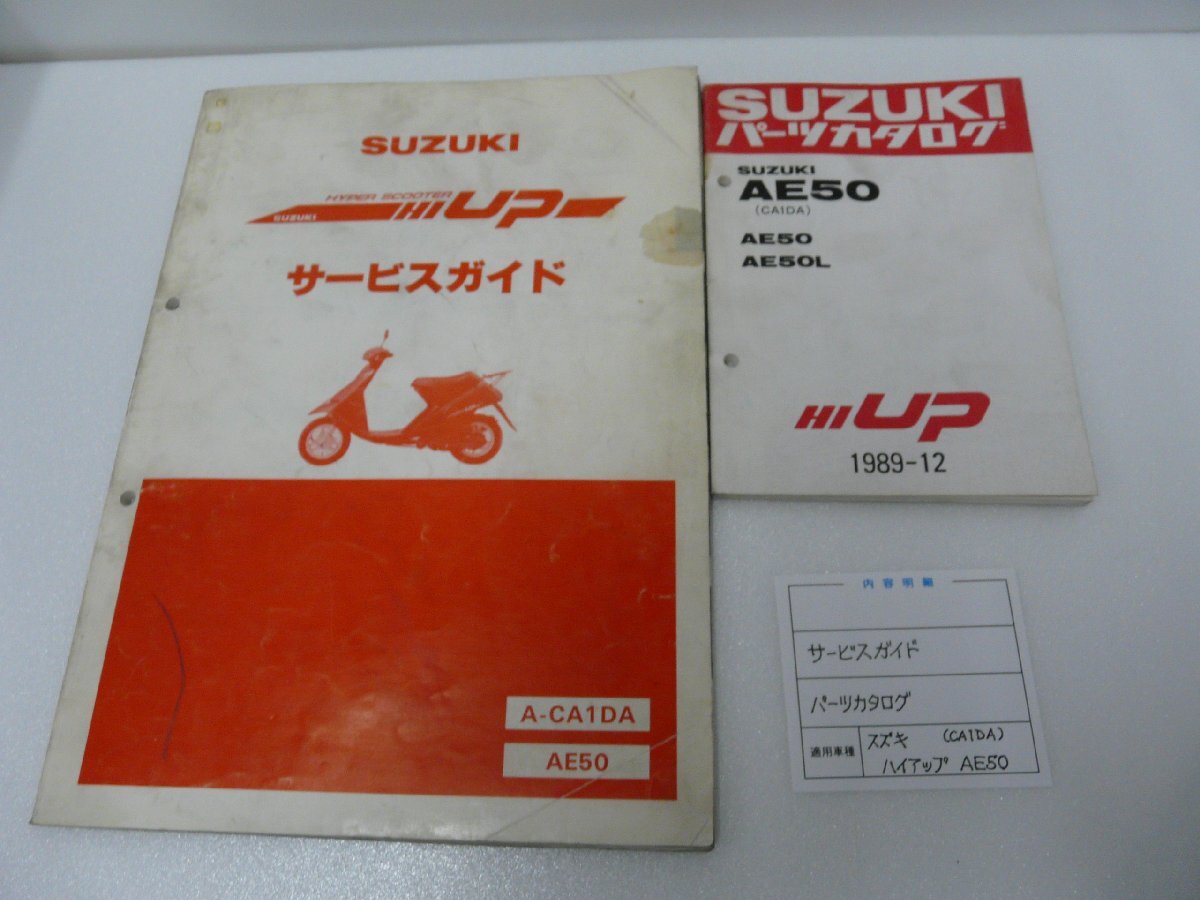 SUZUKI
HYPER SCOOTER
SUZUKI HI UP
サービスガイド
A-CA1DA
AE50
SUZUKI
パーツカタログ
SUZUKI
AE50
(CA1DA)
AE50
AE50L
HI UP
1989-12
内容明細
サービスガイド
パーツカタログ
適用車種 スズキ (CA1DA)
ハイアップ AE50